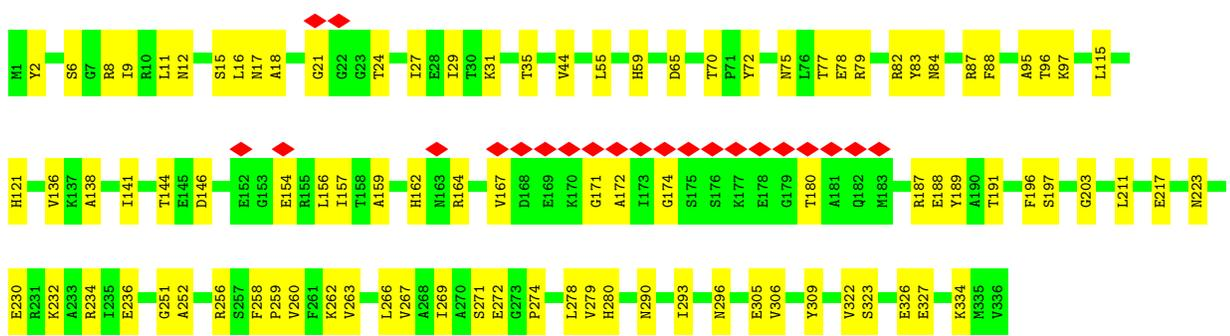 M1 Y2 S6 G7 R8 I9 R10 L11 N12 S15 L16 N17 A18 G21 G22 G23 T24 I27 E28 I29 T30 K31 T35 V44 L55 H59 D65 T70 P71 Y72 N75 L76 T77 E78 R79 R82 Y83 N84 R87 F88 A95 T96 K97 L115
H121 V136 K137 A138 I141 T144 E145 D146 E152 G153 E154 R155 L156 I157 T158 A159 H162 N163 R164 V167 D168 E169 K170 G171 A172 I173 G174 S175 S176 K177 E178 G179 T180 A181 Q182 M183 R187 E188 Y189 A190 T191 F196 S197 G203 L211 E217 N223
E230 R231 K232 A233 R234 I235 E236 G251 A252 R256 S257 F258 P259 V260 F261 K262 V263 L266 V267 A268 I269 A270 S271 E272 G273 P274 L278 V279 H280 N290 I293 N296 E305 V306 Y309 V322 S323 E326 E327 K334 M335 V336